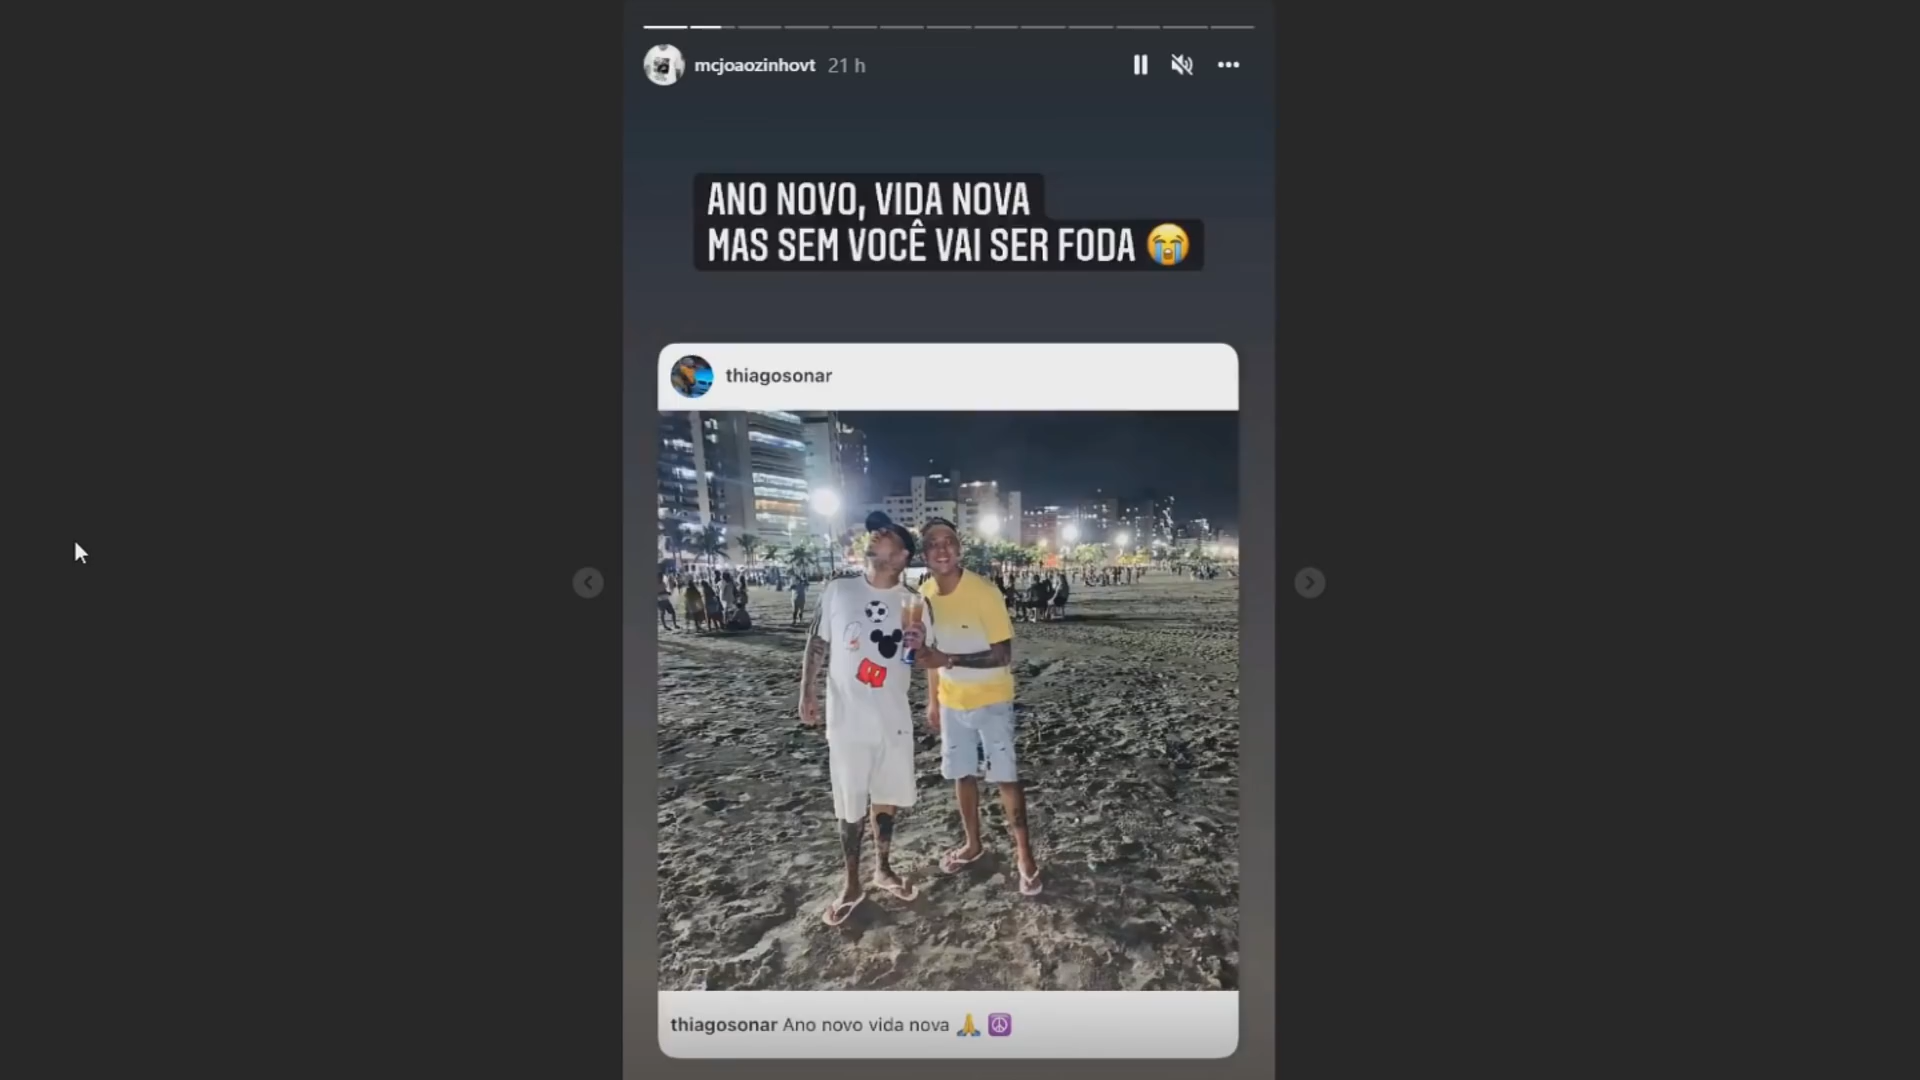 mcjoaozinhovt 21 h
ANO NOVO, VIDA NOVA
MAS SEM VOCÊ VAI SER FODA 😭
thiagosonar
thiagosonar Ano novo vida nova 🙏 ☮️